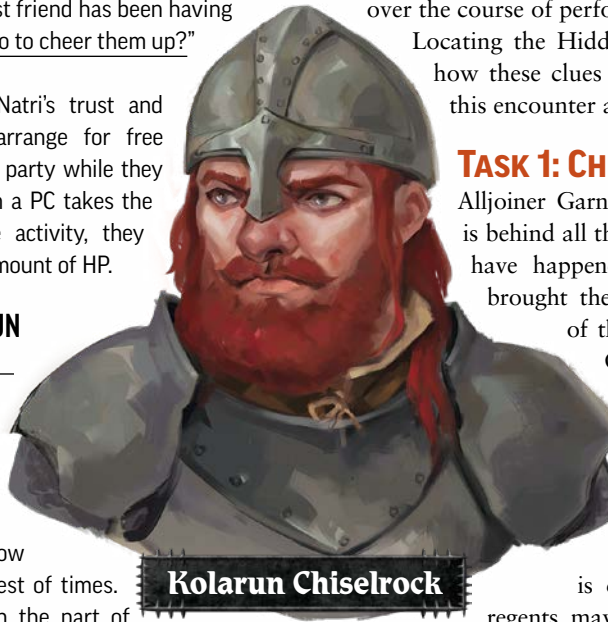 st friend has been having
o to cheer them up?”
Natri’s trust and
arrange for free
party while they
a PC takes the
activity, they
mount of HP.
UN
ow
est of times.
the part of
over the course of perfo
Locating the Hidd
how these clues
this encounter a
TASK 1: CH
Alljoiner Garn
is behind all th
have happen
brought the
of th
is
regents may
Kolarun Chiselrock